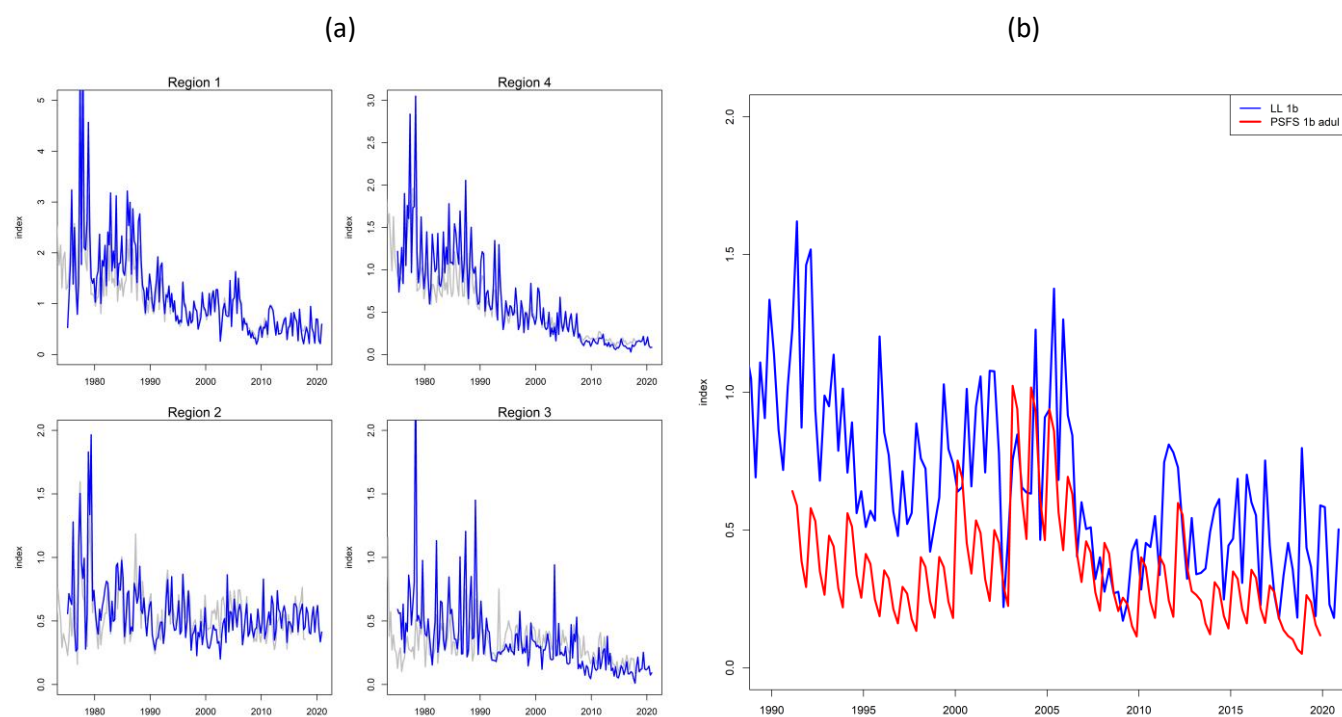 (a)
(b)
Region 1
index
0 1 2 3 4 5
1980 1990 2000 2010 2020
Region 4
index
0.0 0.5 1.0 1.5 2.0 2.5 3.0
1980 1990 2000 2010 2020
Region 2
index
0.0 0.5 1.0 1.5 2.0
1980 1990 2000 2010 2020
Region 3
index
0.0 0.5 1.0 1.5 2.0
1980 1990 2000 2010 2020
LL 1b
PSFS 1b adul
index
0.0 0.5 1.0 1.5 2.0
1990 1995 2000 2005 2010 2015 2020